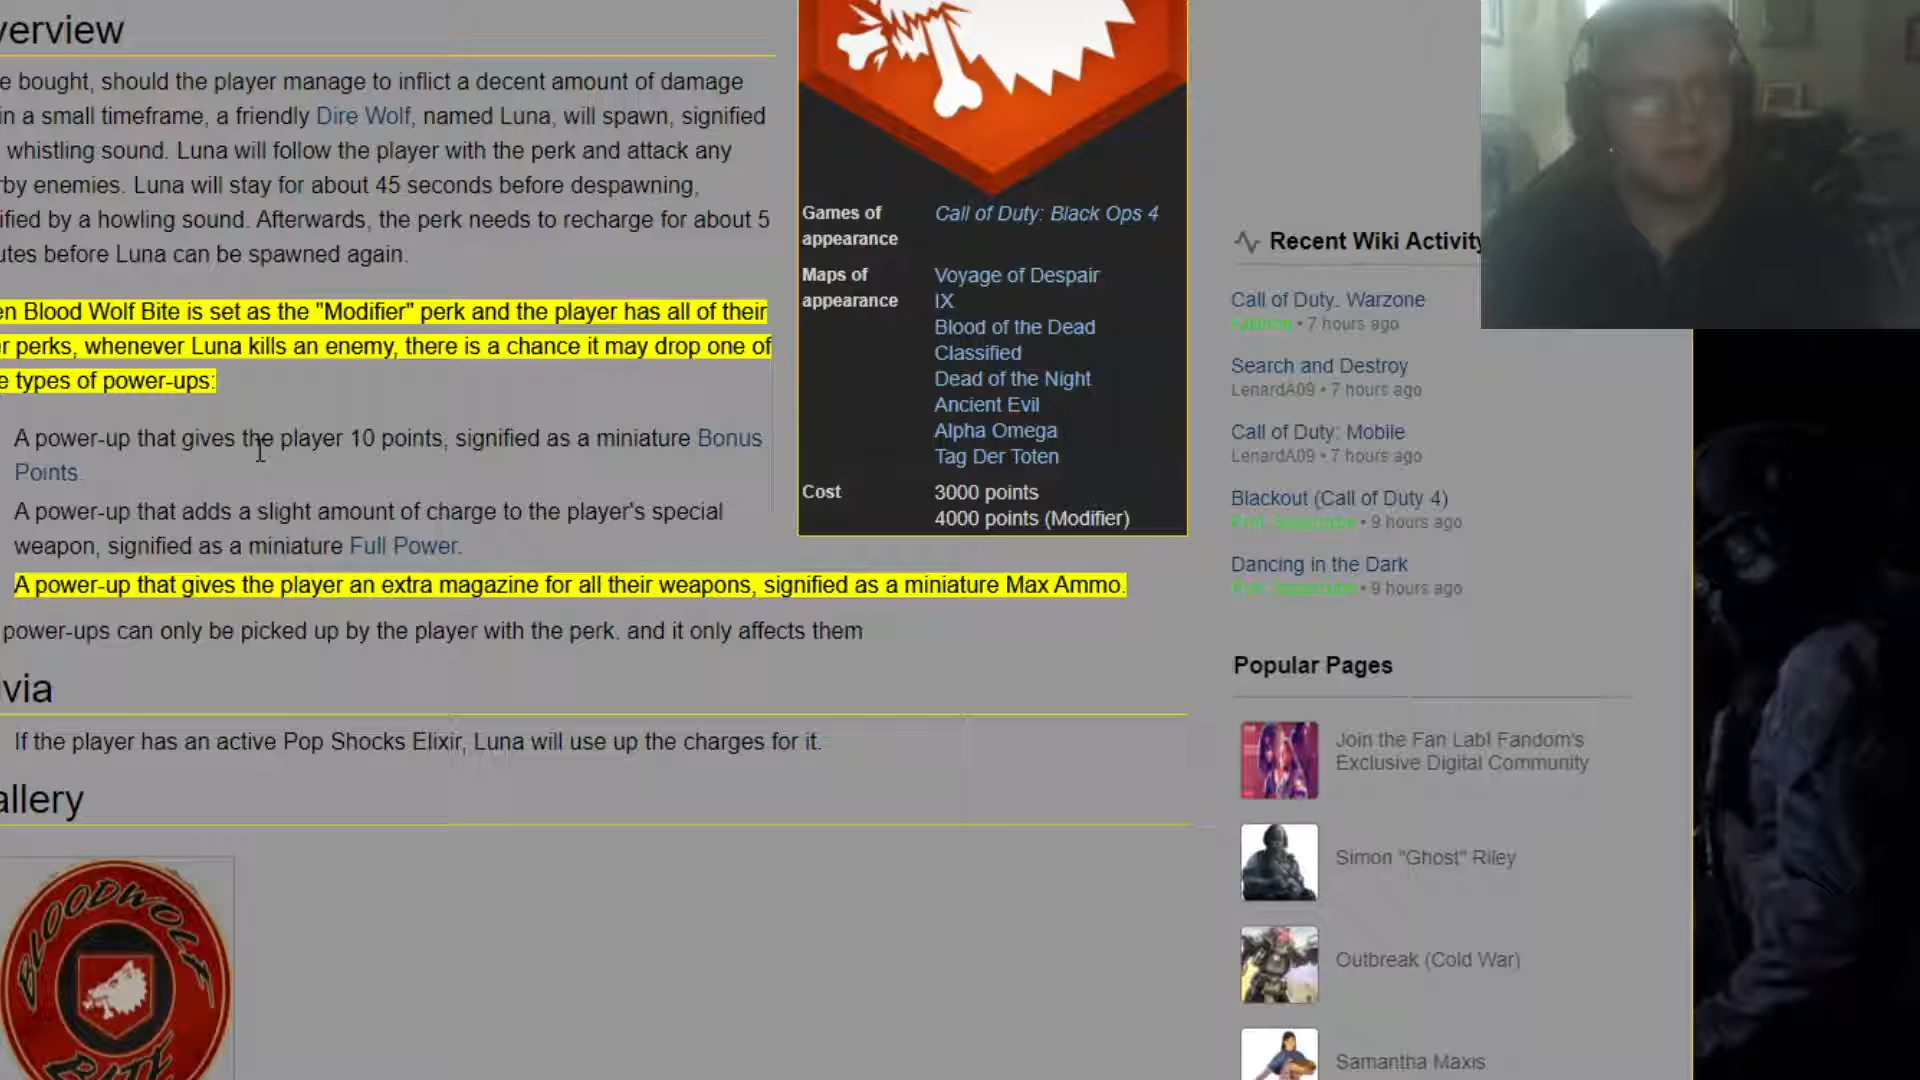 verview
e bought, should the player manage to inflict a decent amount of damage
in a small timeframe, a friendly Dire Wolf, named Luna, will spawn, signified
whistling sound. Luna will follow the player with the perk and attack any
rby enemies. Luna will stay for about 45 seconds before despawning,
ified by a howling sound. Afterwards, the perk needs to recharge for about 5
utes before Luna can be spawned again.
en Blood Wolf Bite is set as the "Modifier" perk and the player has all of their
r perks, whenever Luna kills an enemy, there is a chance it may drop one of
e types of power-ups:
A power-up that gives the player 10 points, signified as a miniature Bonus
Points.
A power-up that adds a slight amount of charge to the player's special
weapon, signified as a miniature Full Power.
A power-up that gives the player an extra magazine for all their weapons, signified as a miniature Max Ammo.
power-ups can only be picked up by the player with the perk. and it only affects them
ivia
If the player has an active Pop Shocks Elixir, Luna will use up the charges for it.
allery
BLOODWOLF
BITE
Games of
appearance
Call of Duty: Black Ops 4
Maps of
appearance
Voyage of Despair
IX
Blood of the Dead
Classified
Dead of the Night
Ancient Evil
Alpha Omega
Tag Der Toten
Cost
3000 points
4000 points (Modifier)
Recent Wiki Activity
Call of Duty: Warzone
• 7 hours ago
Search and Destroy
LenardA09 • 7 hours ago
Call of Duty: Mobile
LenardA09 • 7 hours ago
Blackout (Call of Duty 4)
• 9 hours ago
Dancing in the Dark
• 9 hours ago
Popular Pages
Join the Fan Lab! Fandom's
Exclusive Digital Community
Simon "Ghost" Riley
Outbreak (Cold War)
Samantha Maxis